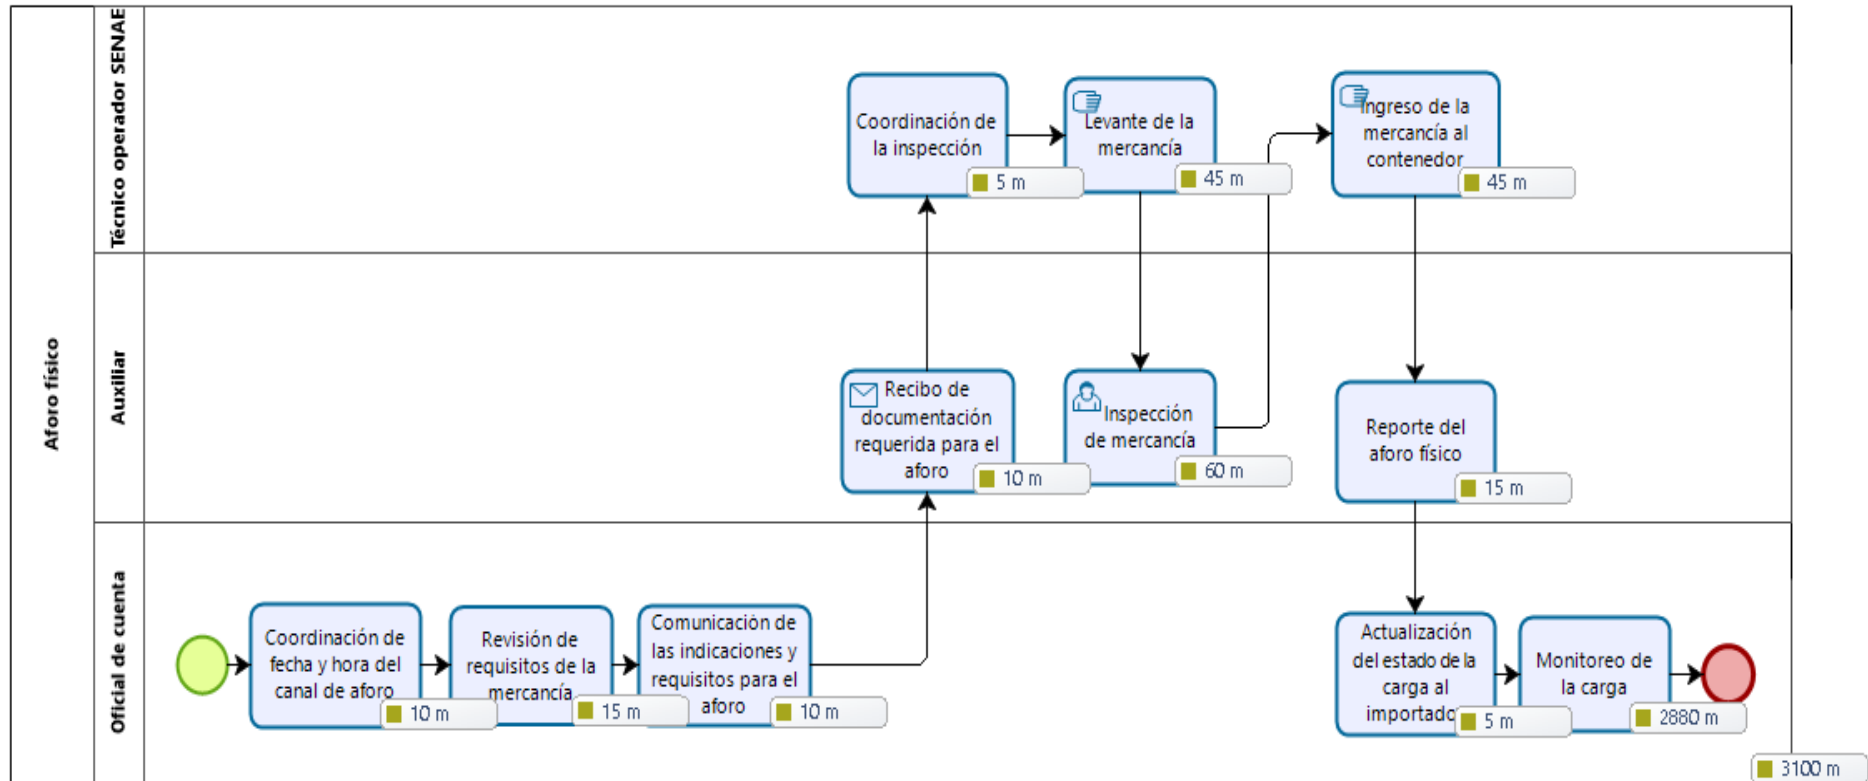 Aforo físico
Técnico operador SENAE
Coordinación de
la inspección
5 m
Levante de la
mercancía
45 m
Ingreso de la
mercancía al
contenedor
45 m
Auxiliar
Recibo de
documentación
requerida para el
aforo
10 m
Inspección
de mercancía
60 m
Reporte del
aforo físico
15 m
Oficial de cuenta
Coordinación de
fecha y hora del
canal de aforo
10 m
Revisión de
requisitos de la
mercancía
15 m
Comunicación de
las indicaciones y
requisitos para el
aforo
10 m
Actualización
del estado de la
carga al
importado
5 m
Monitoreo de
la carga
2880 m
3100 m